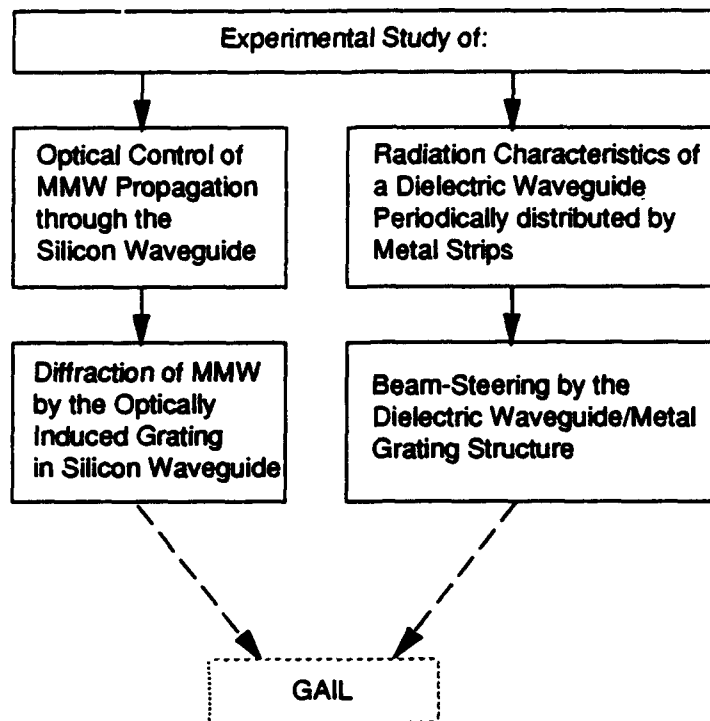 Experimental Study of:
Optical Control of
MMW Propagation
through the
Silicon Waveguide
Radiation Characteristics of
a Dielectric Waveguide
Periodically distributed by
Metal Strips
Diffraction of MMW
by the Optically
Induced Grating
in Silicon Waveguide
Beam-Steering by the
Dielectric Waveguide/Metal
Grating Structure
GAIL